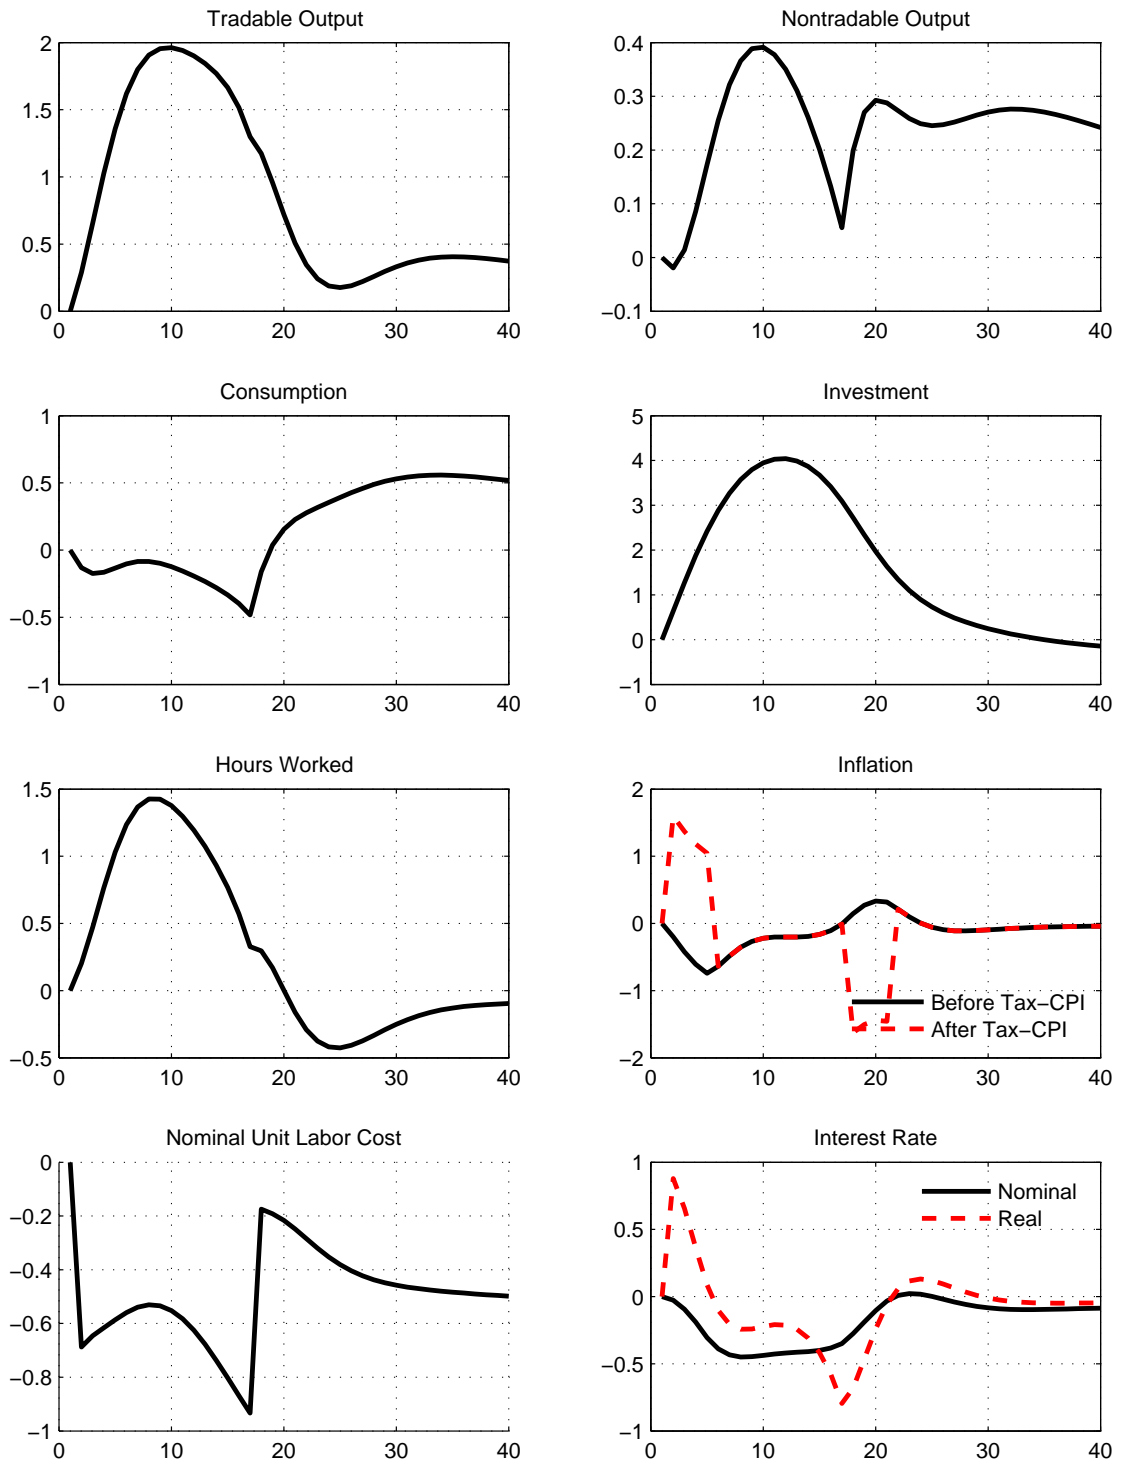 Tradable Output
2
1.5
1
0.5
0
0 10 20 30 40
Nontradable Output
0.4
0.3
0.2
0.1
0
−0.1
0 10 20 30 40
Consumption
1
0.5
0
−0.5
−1
0 10 20 30 40
Investment
5
4
3
2
1
0
−1
0 10 20 30 40
Hours Worked
1.5
1
0.5
0
−0.5
0 10 20 30 40
Inflation
2
1
0
−1
−2
Before Tax−CPI
After Tax−CPI
0 10 20 30 40
Nominal Unit Labor Cost
0
−0.2
−0.4
−0.6
−0.8
−1
0 10 20 30 40
Interest Rate
1
0.5
0
−0.5
−1
Nominal
Real
0 10 20 30 40